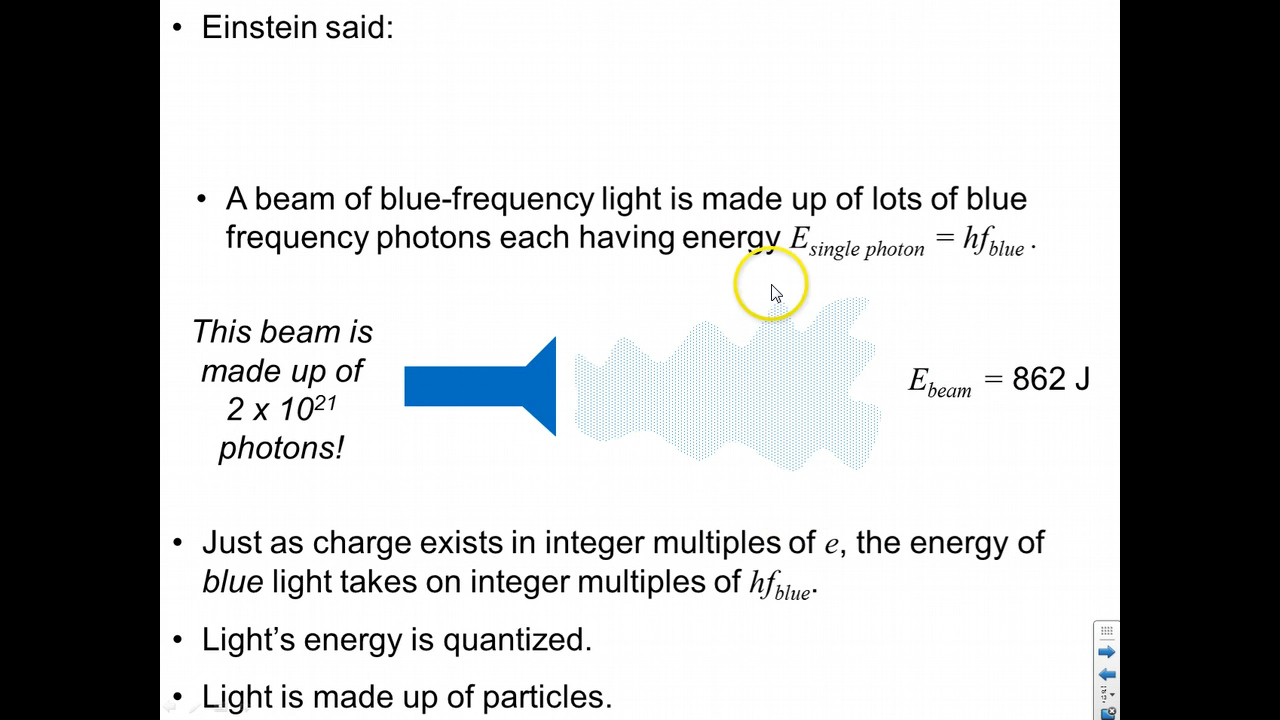 • Einstein said:
• A beam of blue-frequency light is made up of lots of blue
frequency photons each having energy E_single photon = hf_blue .
This beam is
made up of
2 x 10²¹
photons!
E_beam = 862 J
• Just as charge exists in integer multiples of e, the energy of
blue light takes on integer multiples of hf_blue.
• Light’s energy is quantized.
• Light is made up of particles.